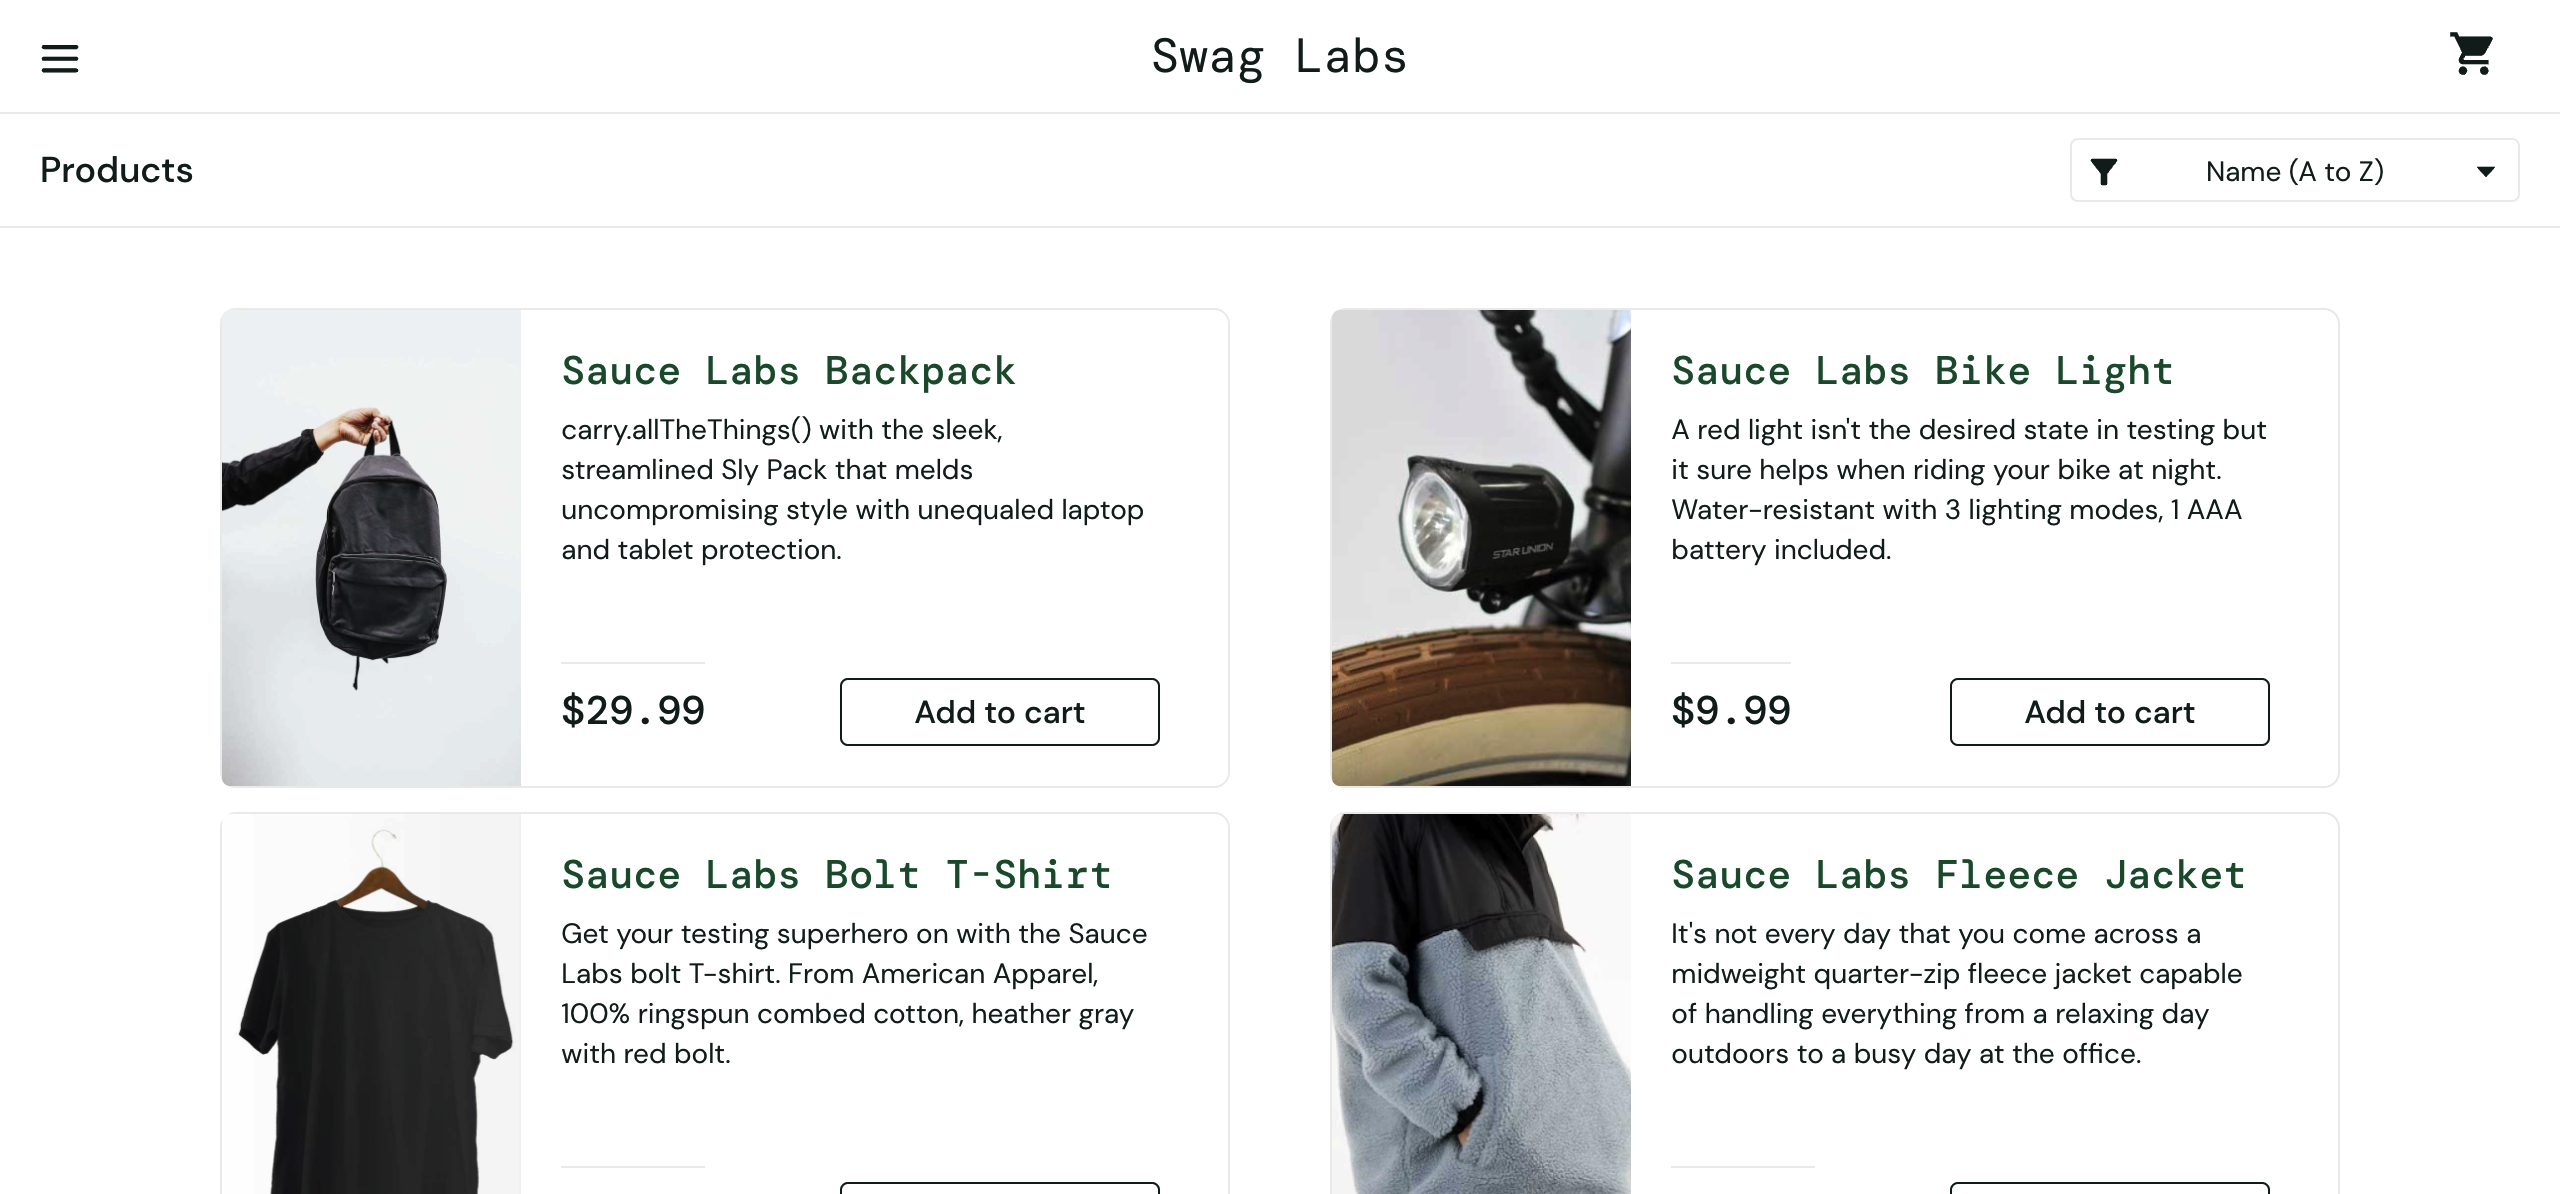 Swag Labs
Products
Name (A to Z)
Sauce Labs Backpack
carry.allTheThings() with the sleek,
streamlined Sly Pack that melds
uncompromising style with unequaled laptop
and tablet protection.
$29.99
Add to cart
Sauce Labs Bike Light
A red light isn't the desired state in testing but
it sure helps when riding your bike at night.
Water-resistant with 3 lighting modes, 1 AAA
battery included.
STAR UNION
$9.99
Add to cart
Sauce Labs Bolt T-Shirt
Get your testing superhero on with the Sauce
Labs bolt T-shirt. From American Apparel,
100% ringspun combed cotton, heather gray
with red bolt.
Sauce Labs Fleece Jacket
It's not every day that you come across a
midweight quarter-zip fleece jacket capable
of handling everything from a relaxing day
outdoors to a busy day at the office.